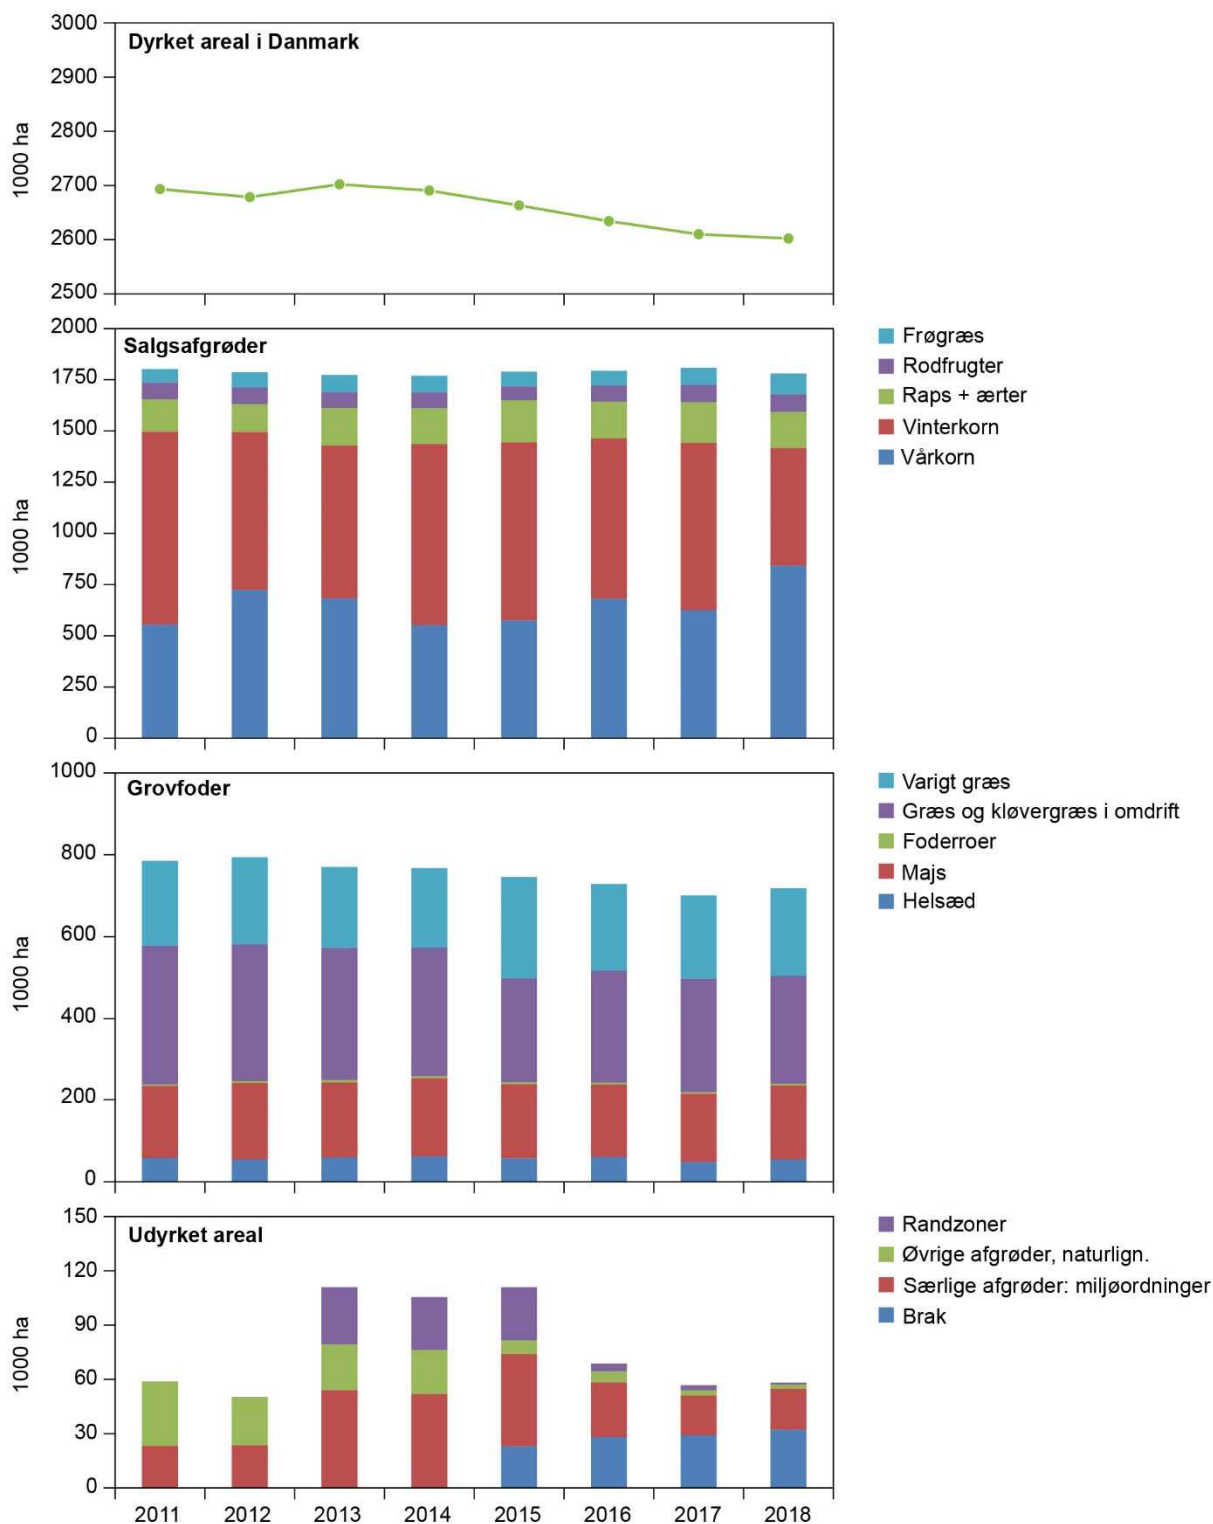 Dyrket areal i Danmark
3000
2900
2800
2700
2600
2500
1000 ha
Salgsafgrøder
2000
1750
1500
1250
1000
750
500
250
0
1000 ha
Frøgræs
Rodfrugter
Raps + ærter
Vinterkorn
Vårkorn
Grovfoder
1000
800
600
400
200
0
1000 ha
Varigt græs
Græs og kløvergræs i omdrift
Foderroer
Majs
Helsæd
Udyrket areal
150
120
90
60
30
0
1000 ha
Randzoner
Øvrige afgrøder, naturlign.
Særlige afgrøder: miljøordninger
Brak
2011 2012 2013 2014 2015 2016 2017 2018